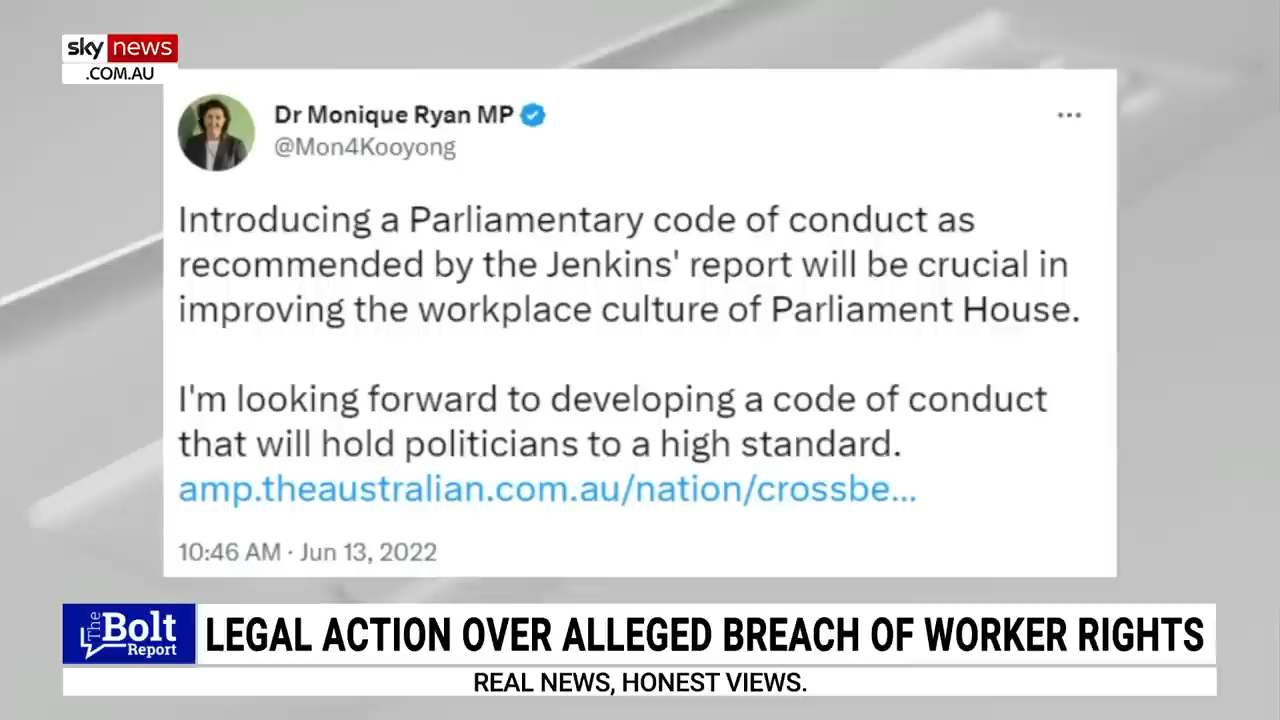 sky news
.COM.AU
Dr Monique Ryan MP
@Mon4Kooyong
Introducing a Parliamentary code of conduct as
recommended by the Jenkins' report will be crucial in
improving the workplace culture of Parliament House.
I'm looking forward to developing a code of conduct
that will hold politicians to a high standard.
amp.theaustralian.com.au/nation/crossbe...
10:46 AM · Jun 13, 2022
The Bolt Report
LEGAL ACTION OVER ALLEGED BREACH OF WORKER RIGHTS
REAL NEWS, HONEST VIEWS.